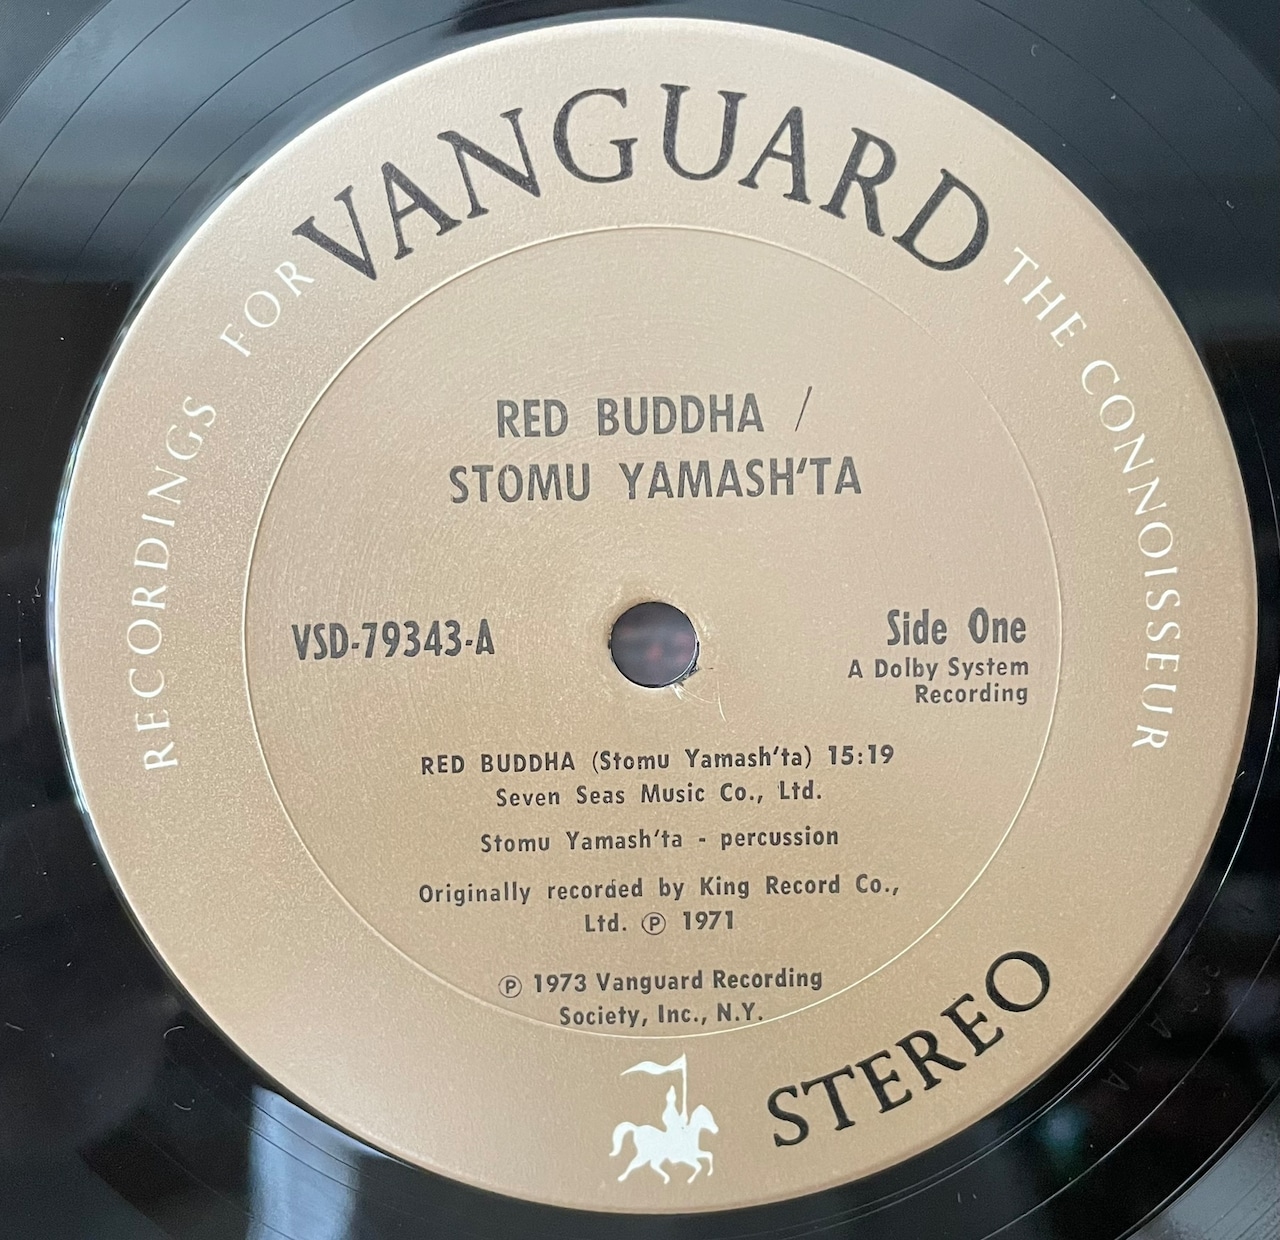 VANGUARD
RECORDINGS FOR THE CONNOISSEUR
RED BUDDHA /
STOMU YAMASH'TA
VSD-79343-A
Side One
A Dolby System
Recording
RED BUDDHA (Stomu Yamash'ta) 15:19
Seven Seas Music Co., Ltd.
Stomu Yamash'ta - percussion
Originally recorded by King Record Co.,
Ltd. ℗ 1971
℗ 1973 Vanguard Recording
Society, Inc., N.Y.
STEREO